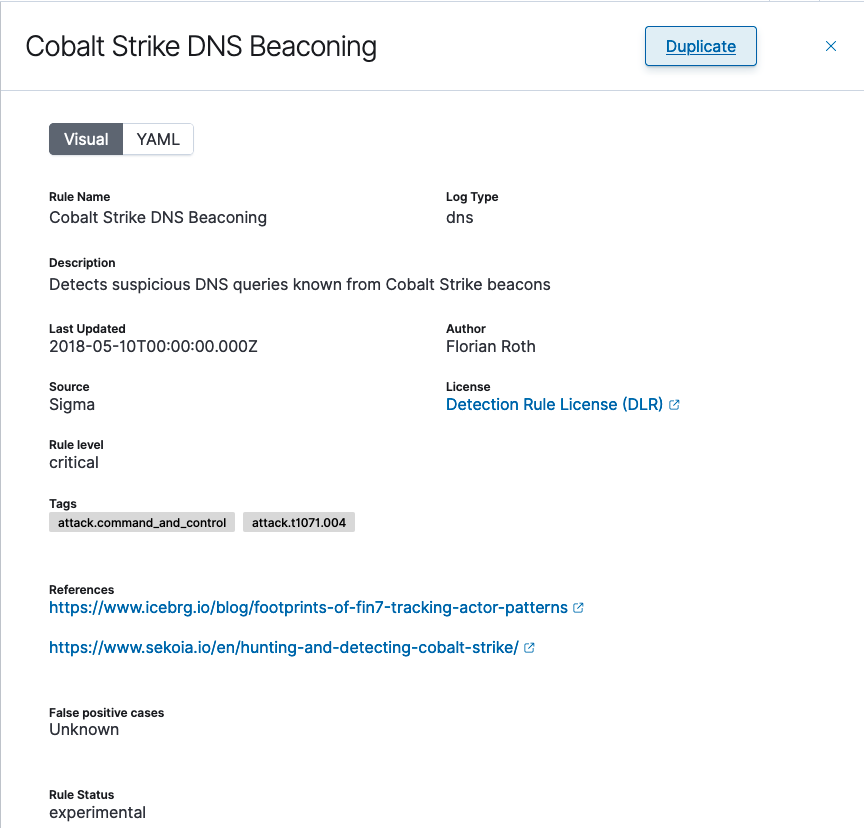 Cobalt Strike DNS Beaconing
Duplicate
Visual
YAML
Rule Name
Log Type
Cobalt Strike DNS Beaconing
dns
Description
Detects suspicious DNS queries known from Cobalt Strike beacons
Last Updated
Author
2018-05-10T00:00:00.000Z
Florian Roth
Source
License
Sigma
Detection Rule License (DLR)
Rule level
critical
Tags
attack.command_and_control
attack.t1071.004
References
https://www.icebrg.io/blog/footprints-of-fin7-tracking-actor-patterns
https://www.sekoia.io/en/hunting-and-detecting-cobalt-strike/
False positive cases
Unknown
Rule Status
experimental